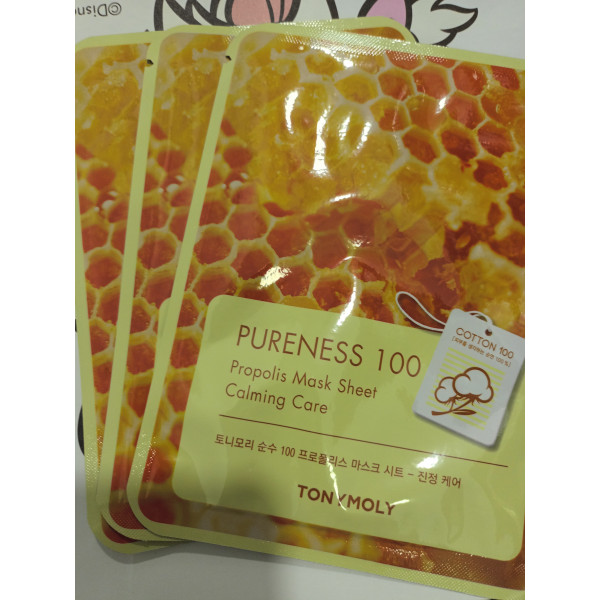 ©Disne
PURENESS 100
Propolis Mask Sheet
Calming Care
COTTON 100
토니모리 순수 100 프로폴리스 마스크 시트 – 진정 케어
TONYMOLY